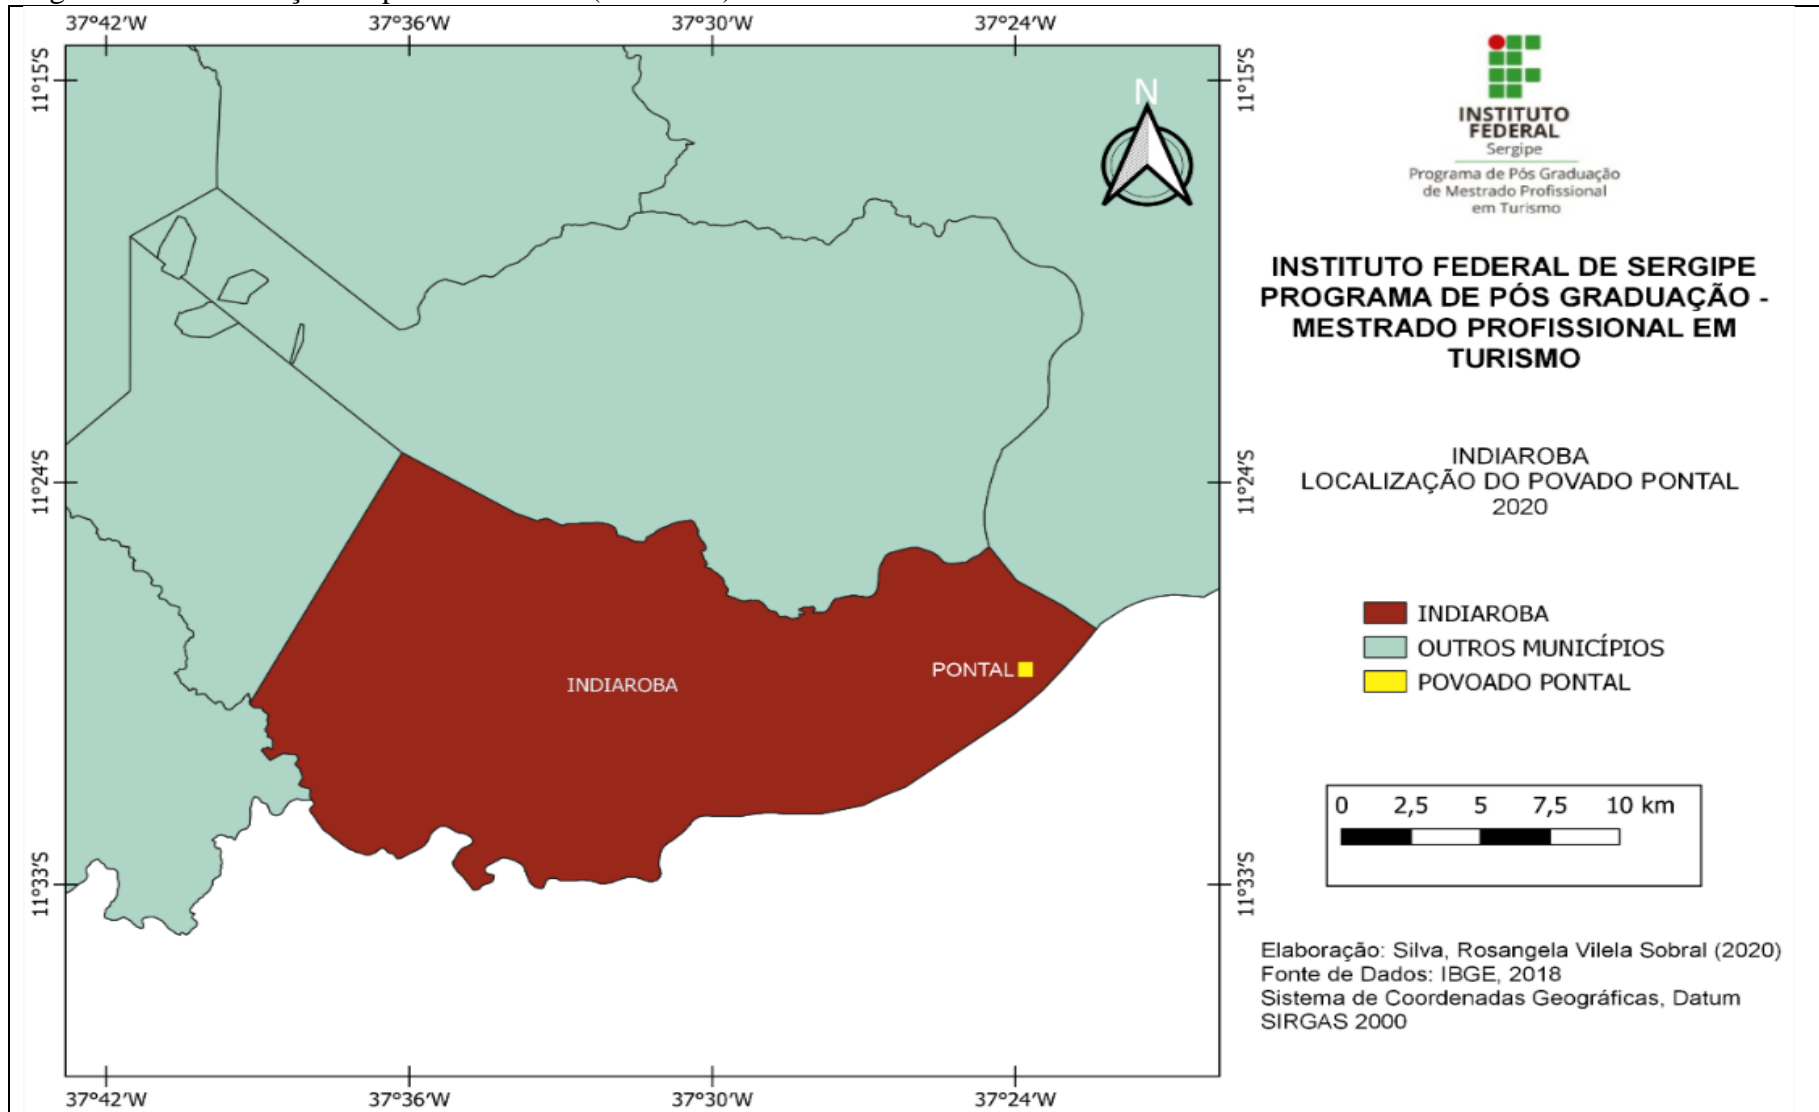 37°42'W 37°36'W 37°30'W 37°24'W
11°15'S 11°15'S
N
11°24'S 11°24'S
PONTAL
INDIAROBA
11°33'S 11°33'S
37°42'W 37°36'W 37°30'W 37°24'W
INSTITUTO
FEDERAL
Sergipe
Programa de Pós Graduação
de Mestrado Profissional
em Turismo
INSTITUTO FEDERAL DE SERGIPE
PROGRAMA DE PÓS GRADUAÇÃO -
MESTRADO PROFISSIONAL EM
TURISMO
INDIAROBA
LOCALIZAÇÃO DO POVADO PONTAL
2020
INDIAROBA
OUTROS MUNICÍPIOS
POVOADO PONTAL
0 2,5 5 7,5 10 km
Elaboração: Silva, Rosangela Vilela Sobral (2020)
Fonte de Dados: IBGE, 2018
Sistema de Coordenadas Geográficas, Datum
SIRGAS 2000